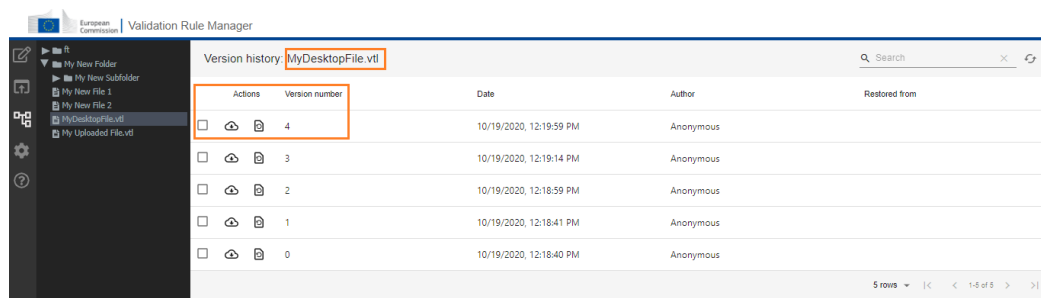 European
Commission
Validation Rule Manager
ft
My New Folder
My New Subfolder
My New File 1
My New File 2
MyDesktopFile.vtl
My Uploaded File.vtl
Version history: MyDesktopFile.vtl
Search
Actions Version number Date Author Restored from
4 10/19/2020, 12:19:59 PM Anonymous
3 10/19/2020, 12:19:14 PM Anonymous
2 10/19/2020, 12:18:59 PM Anonymous
1 10/19/2020, 12:18:41 PM Anonymous
0 10/19/2020, 12:18:40 PM Anonymous
5 rows 1-5 of 5